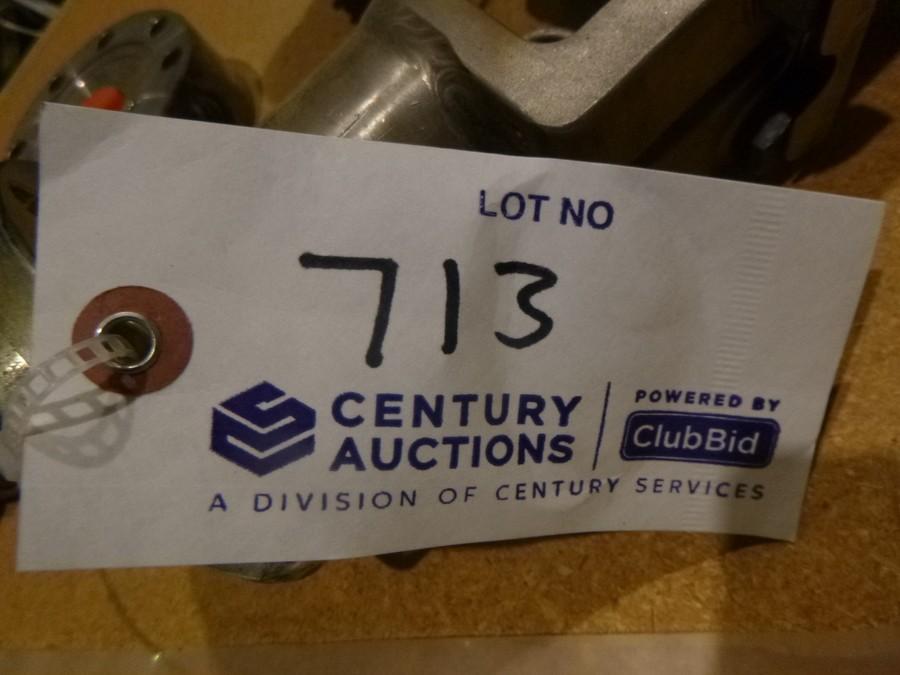 LOT NO
713
CENTURY
AUCTIONS
POWERED BY
ClubBid
A DIVISION OF CENTURY SERVICES